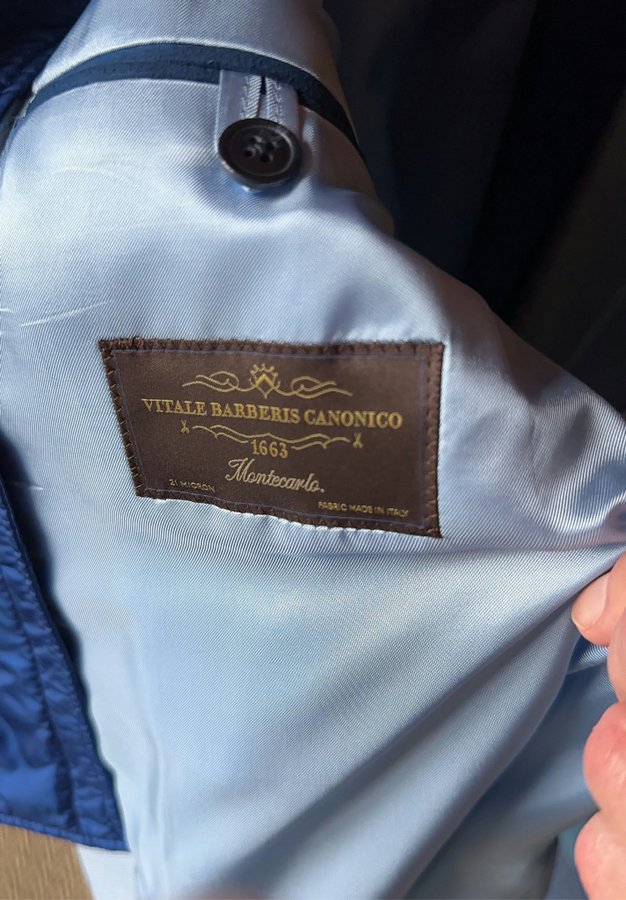 VITALE BARBERIS CANONICO
1663
Montecarlo.
21 MICRON
FABRIC MADE IN ITALY